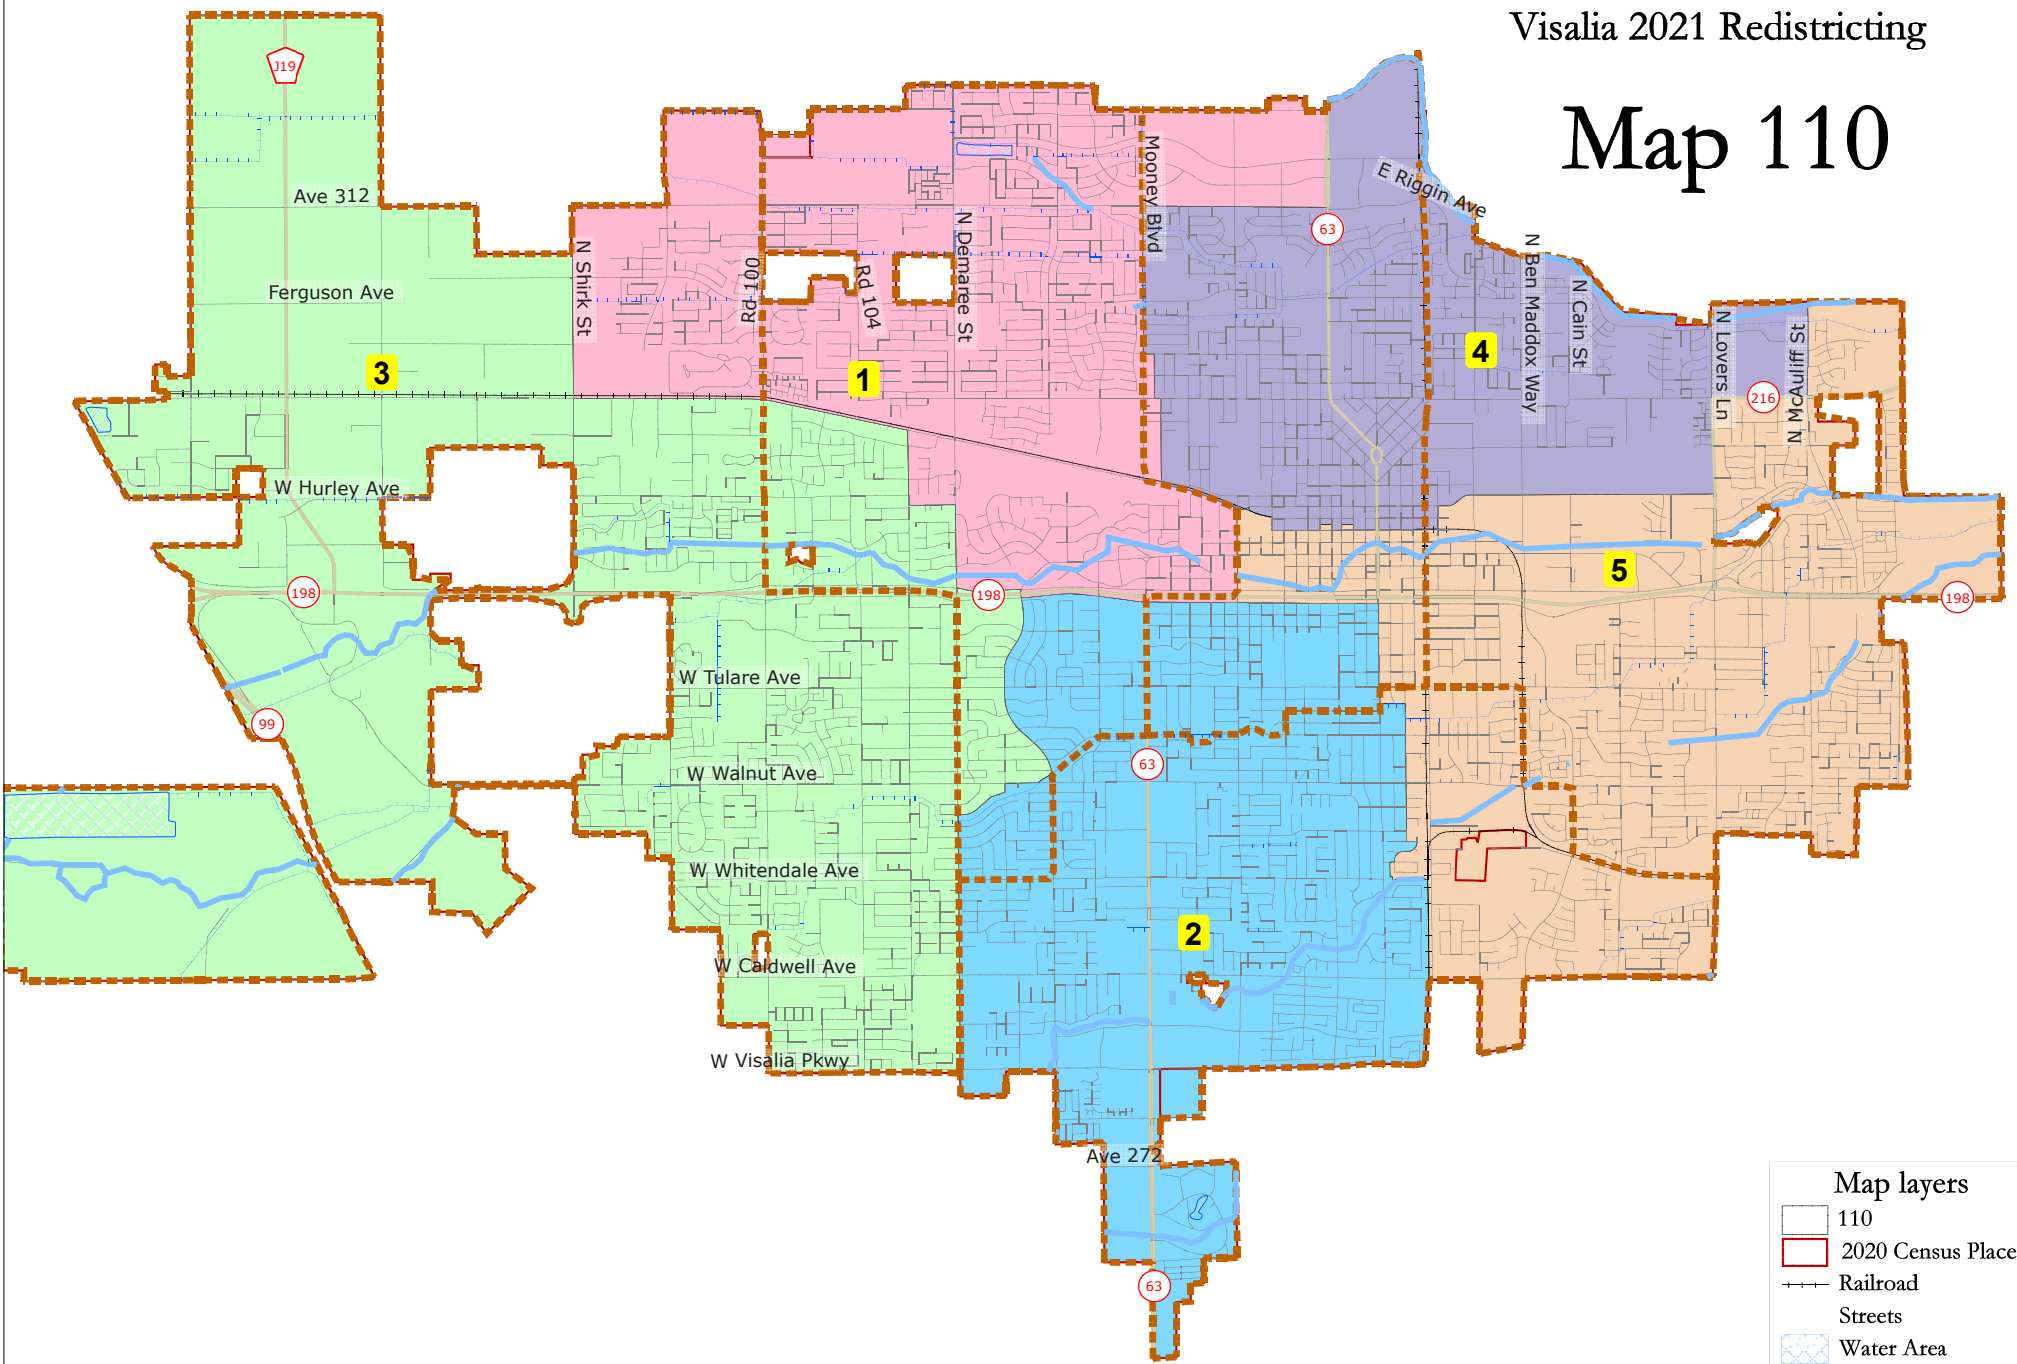 Visalia 2021 Redistricting
Map 110
J19
Ave 312
Ferguson Ave
N Shirk St
Rd 100
Rd 104
N Demaree St
Mooney Blvd
E Riggin Ave
63
N Ben Maddox Way
N Cain St
N Lovers Ln
N McAuliff St
216
3
1
4
W Hurley Ave
198
198
5
198
99
W Tulare Ave
W Walnut Ave
63
W Whitendale Ave
2
W Caldwell Ave
W Visalia Pkwy
Ave 272
63
Map layers
110
2020 Census Place
Railroad
Streets
Water Area